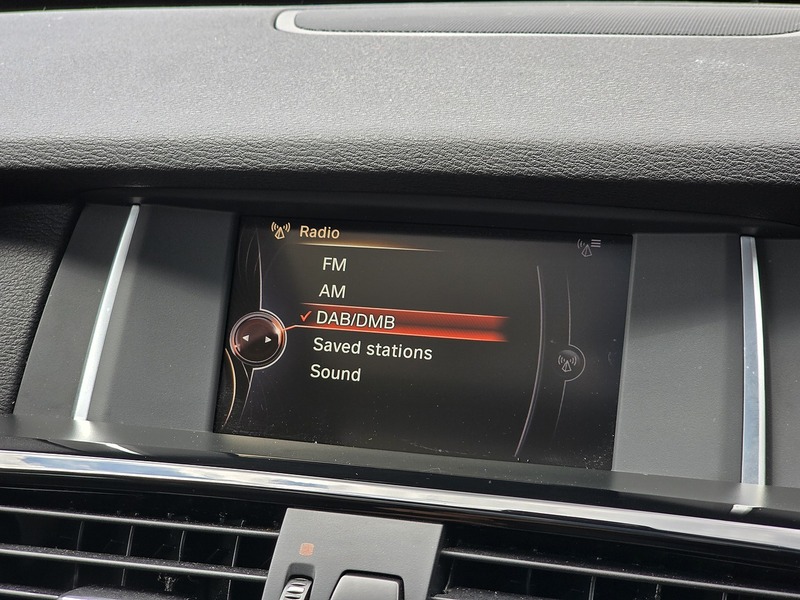 Radio
FM
AM
DAB/DMB
Saved stations
Sound